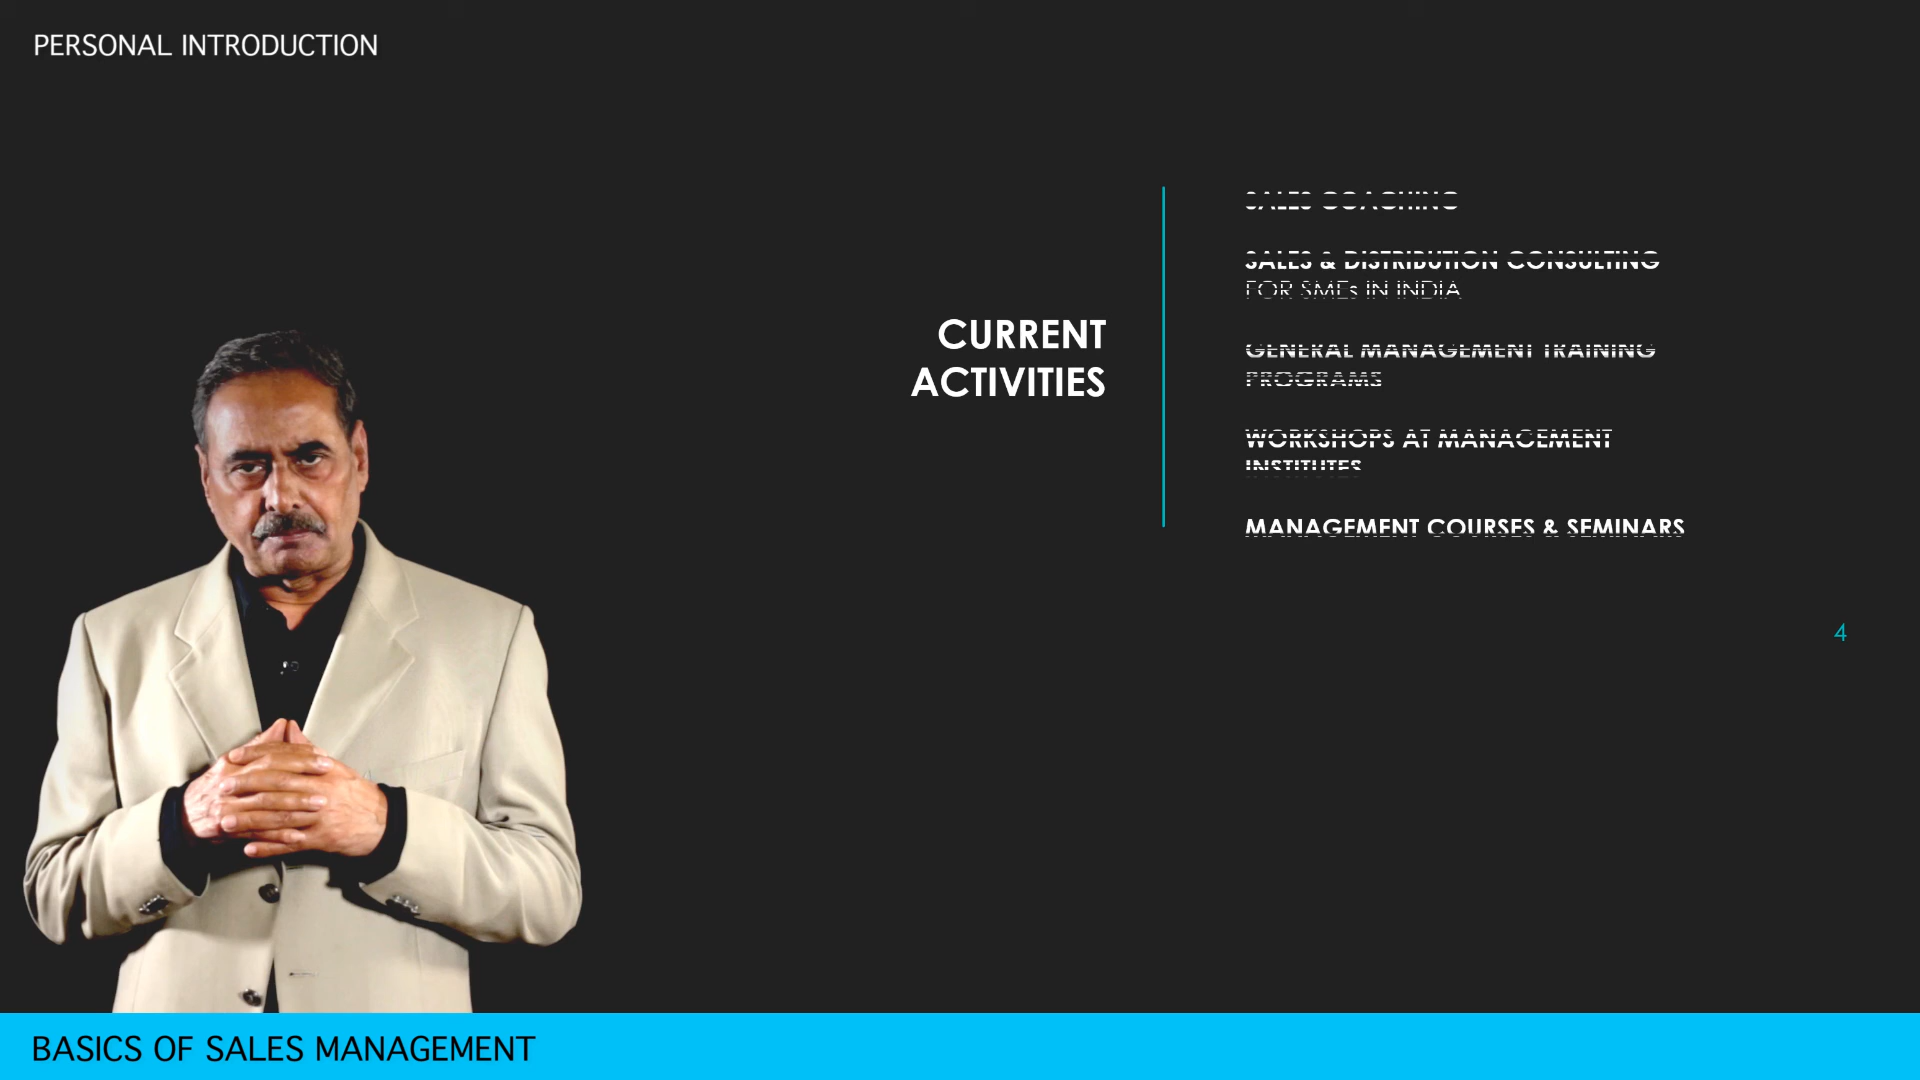 PERSONAL INTRODUCTION
CURRENT
ACTIVITIES
SALES COACHING
SALES & DISTRIBUTION CONSULTING
FOR SMEs IN INDIA
GENERAL MANAGEMENT TRAINING
PROGRAMS
WORKSHOPS AT MANAGEMENT
INSTITUTES
MANAGEMENT COURSES & SEMINARS
4
BASICS OF SALES MANAGEMENT